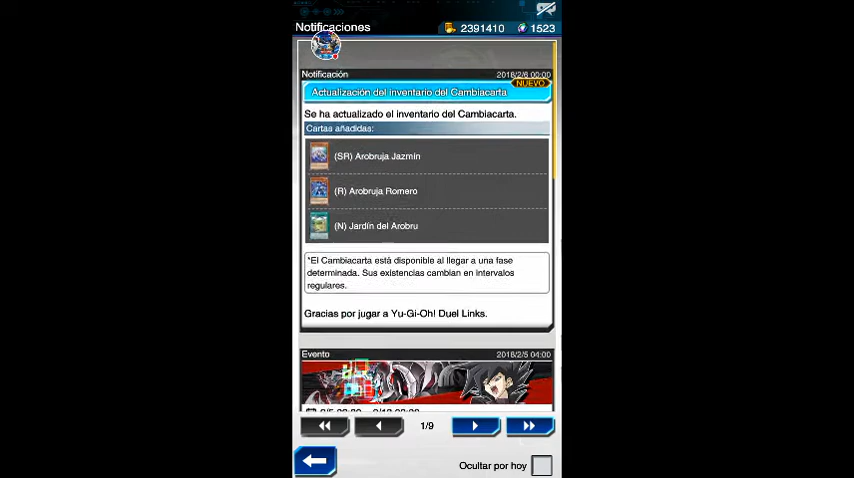 Notificaciones
2391410
1523
Notificación
2018/2/6 00:00
NUEVO
Actualización del inventario del Cambiacarta
Se ha actualizado el inventario del Cambiacarta.
Cartas añadidas:
(SR) Arobruja Jazmín
(R) Arobruja Romero
(N) Jardín del Arobru
*El Cambiacarta está disponible al llegar a una fase
determinada. Sus existencias cambian en intervalos
regulares.
Gracias por jugar a Yu-Gi-Oh! Duel Links.
Evento
2018/2/5 04:00
1/9
Ocultar por hoy